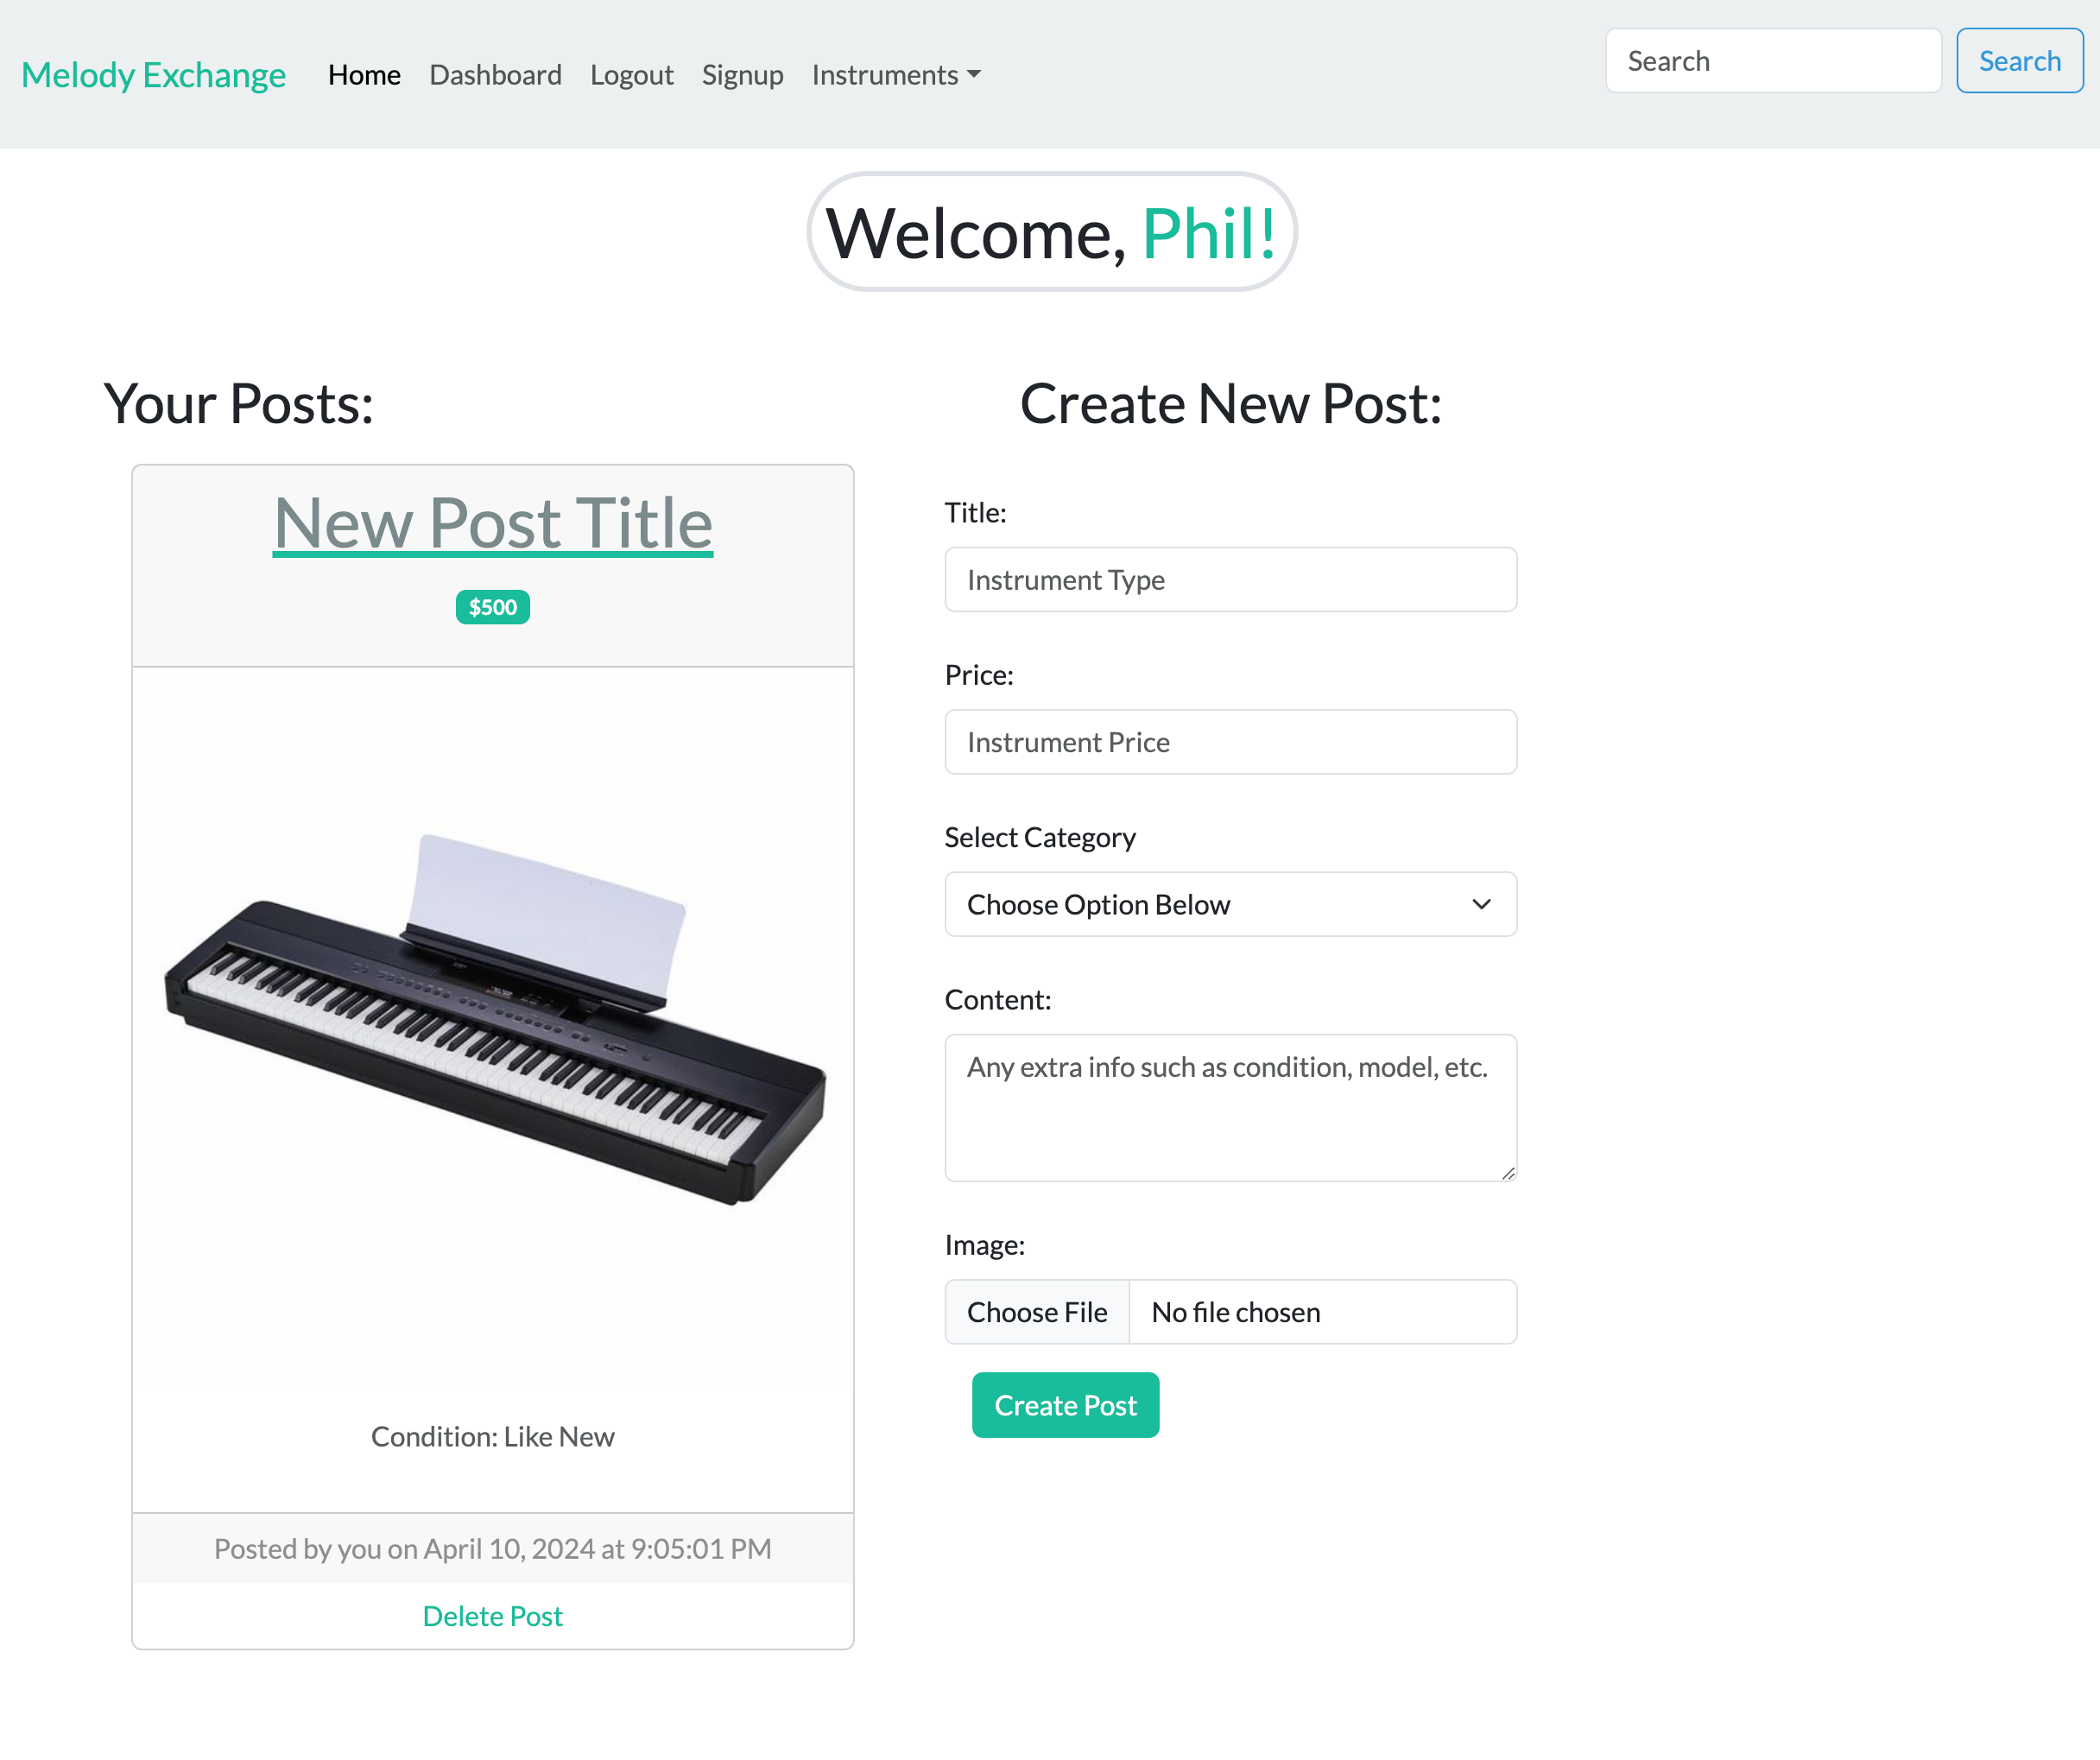 Melody Exchange Home Dashboard Logout Signup Instruments Search Search
Welcome, Phil!
Your Posts:
New Post Title
$500
Condition: Like New
Posted by you on April 10, 2024 at 9:05:01 PM
Delete Post
Create New Post:
Title:
Instrument Type
Price:
Instrument Price
Select Category
Choose Option Below
Content:
Any extra info such as condition, model, etc.
Image:
Choose File No file chosen
Create Post